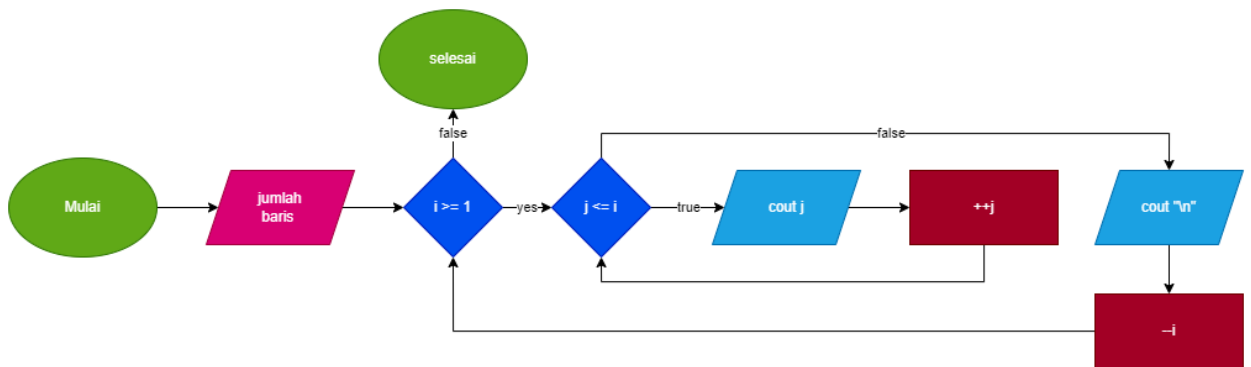 selesai
false
false
Mulai
jumlah
baris
i >= 1
yes
j <= i
true
cout j
++j
cout "\n"
--i